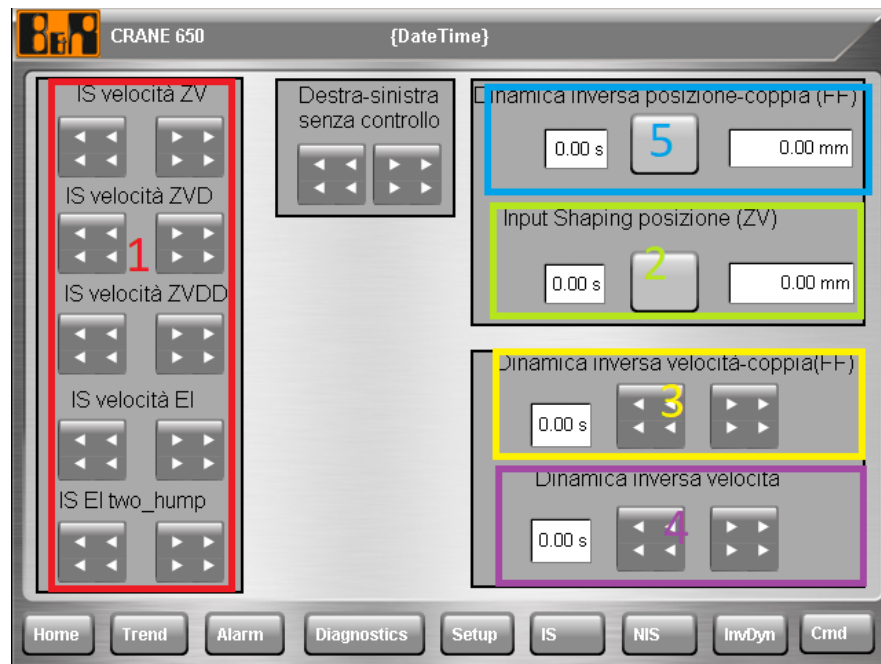 B&R CRANE 650 {DateTime}
IS velocità ZV
IS velocità ZVD
1
IS velocità ZVDD
IS velocità EI
IS EI two_hump
Destra-sinistra
senza controllo
Dinamica inversa posizione-coppia (FF)
0.00 s 5 0.00 mm
Input Shaping posizione (ZV)
0.00 s 2 0.00 mm
Dinamica inversa velocità-coppia(FF)
0.00 s 3
Dinamica inversa velocità
0.00 s 4
Home Trend Alarm Diagnostics Setup IS NIS InvDyn Cmd